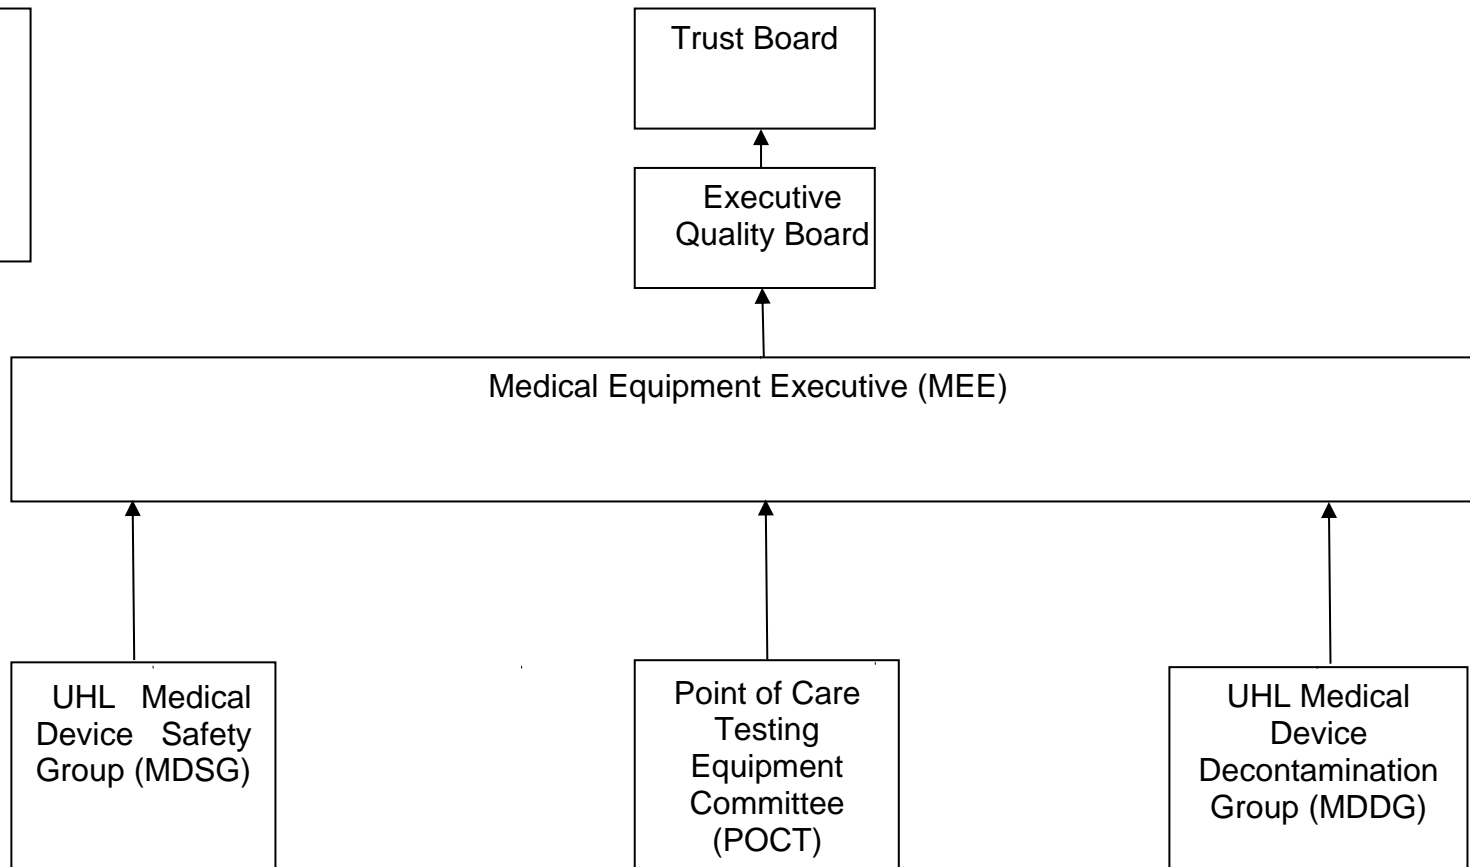 Trust Board
Executive
Quality Board
Medical Equipment Executive (MEE)
UHL Medical
Device Safety
Group (MDSG)
Point of Care
Testing
Equipment
Committee
(POCT)
UHL Medical
Device
Decontamination
Group (MDDG)